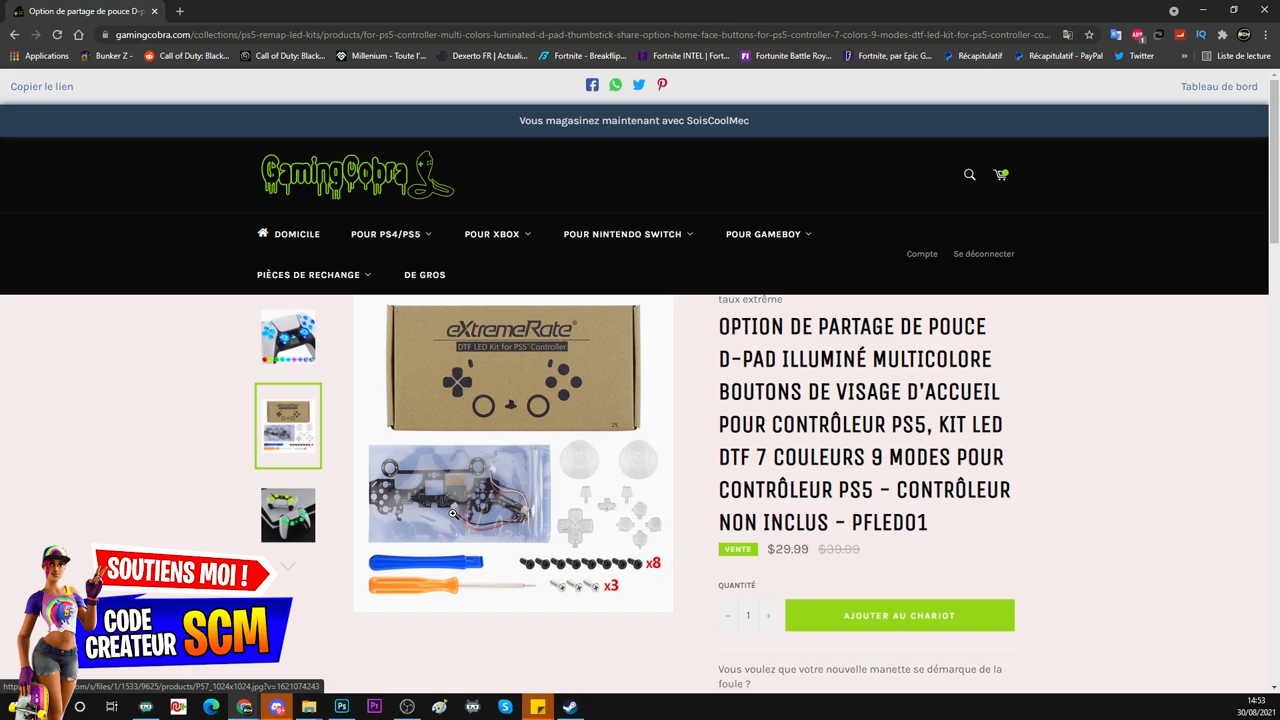 Option de partage de pouce D-p
gamingcobra.com/collections/ps5-remap-led-kits/products/for-ps5-controller-multi-colors-luminated-d-pad-thumbstick-share-option-home-face-buttons-for-ps5-controller-7-colors-9-modes-dtf-led-kit-for-ps5-controller-co...
Applications
Bunker Z -
Call of Duty: Black...
Call of Duty: Black...
Millenium - Toute l'...
Dexerto FR | Actuali...
Fortnite - Breakflip...
Fortnite Intel | Fort...
Fortunite Battle Roy...
Fortnite, par Epic G...
Récapitulatif
Récapitulatif - PayPal
Twitter
»
Liste de lecture
Copier le lien
Tableau de bord
Vous magasinez maintenant avec SoisCoolMec
GamingCobra
DOMICILE
POUR PS4/PS5
POUR XBOX
POUR NINTENDO SWITCH
POUR GAMEBOY
Compte
Se déconnecter
PIÈCES DE RECHANGE
DE GROS
taux extrême
OPTION DE PARTAGE DE POUCE
D-PAD ILLUMINÉ MULTICOLORE
BOUTONS DE VISAGE D'ACCUEIL
POUR CONTRÔLEUR PS5, KIT LED
DTF 7 COULEURS 9 MODES POUR
CONTRÔLEUR PS5 - CONTRÔLEUR
NON INCLUS - PFLED01
eXtremeRate®
DTF LED Kit for PS5 Controller
x8
x3
VENTE $29.99 $39.99
QUANTITÉ
− 1 +
AJOUTER AU CHARIOT
Vous voulez que votre nouvelle manette se démarque de la
foule ?
SOUTIENS MOI !
CODE
CREATEUR SCM
s/files/1/1533/9625/products/P57_1024x1024.jpg?v=1621074243
14:53
30/08/2021